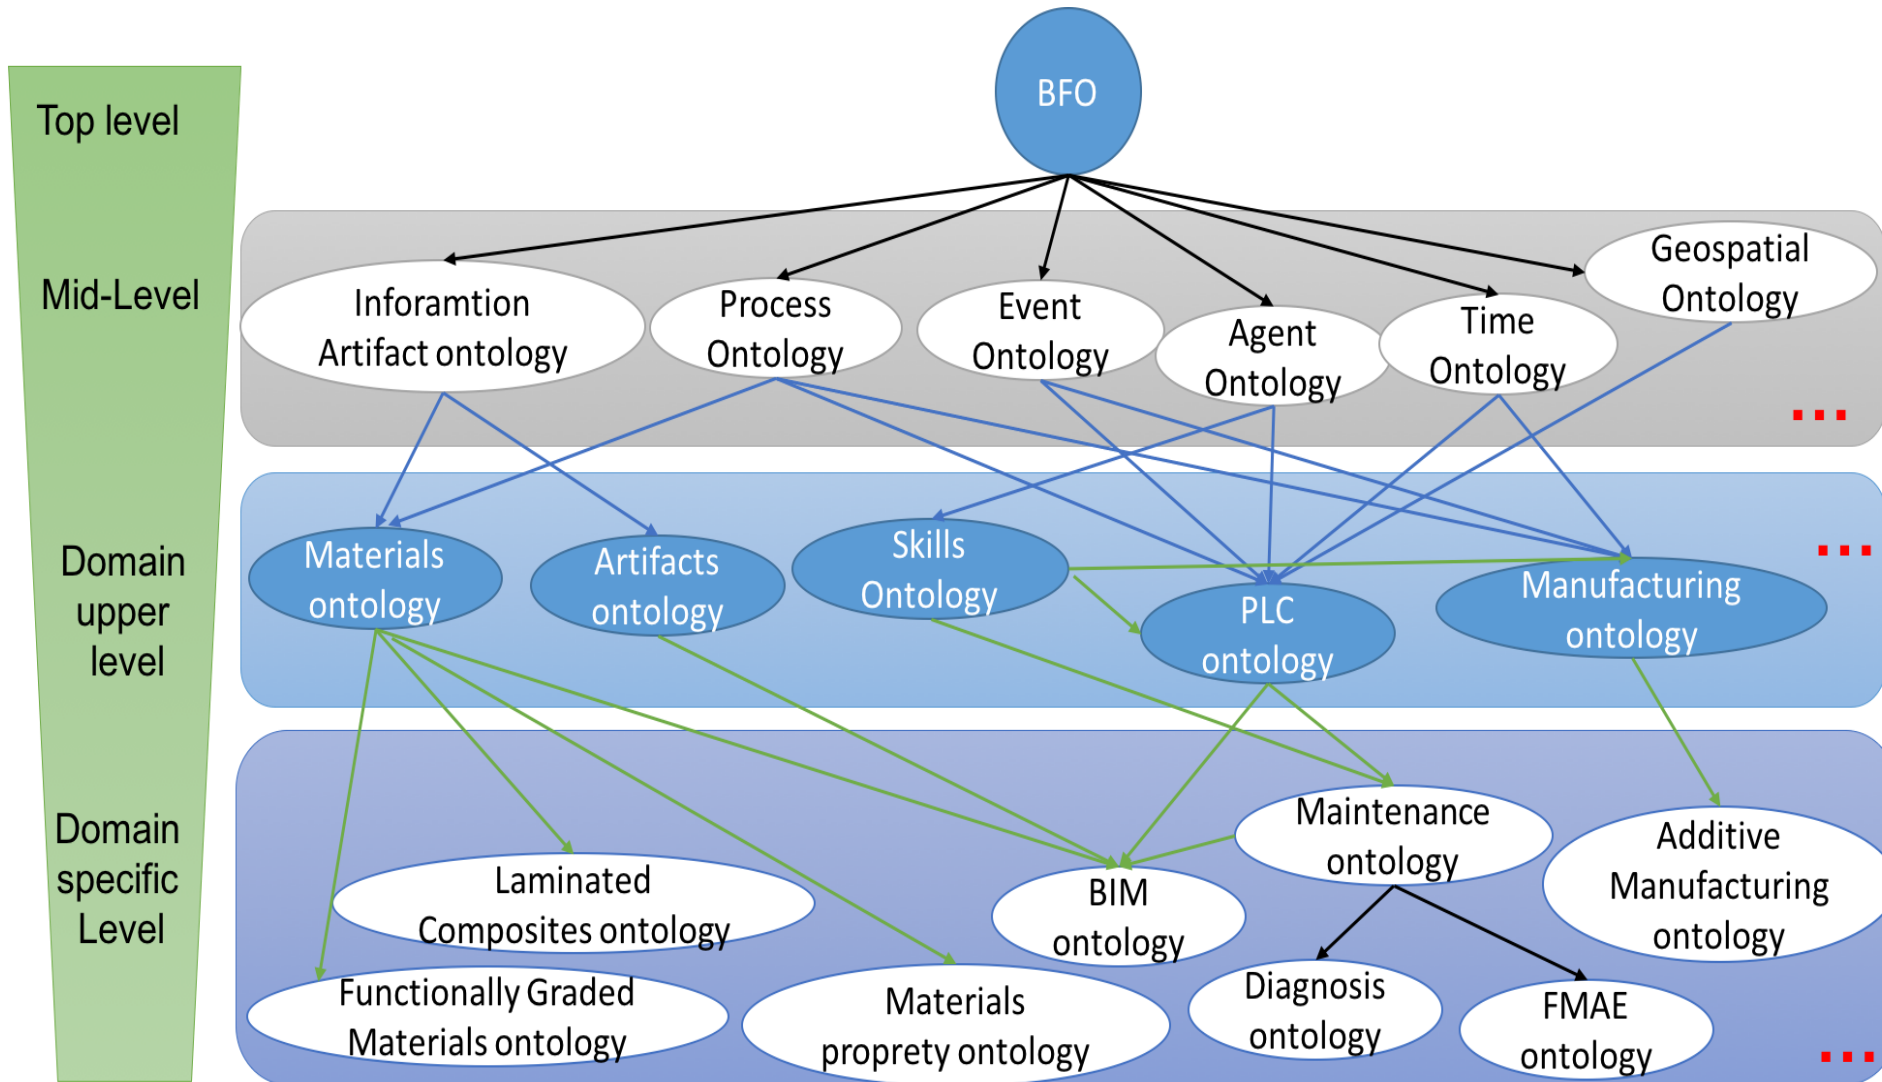 BFO
Top level
Mid-Level
Inforamtion
Artifact ontology
Process
Ontology
Event
Ontology
Agent
Ontology
Time
Ontology
Geospatial
Ontology
...
Domain
upper
level
Materials
ontology
Artifacts
ontology
Skills
Ontology
PLC
ontology
Manufacturing
ontology
...
Domain
specific
Level
Laminated
Composites ontology
Functionally Graded
Materials ontology
Materials
proprety ontology
BIM
ontology
Maintenance
ontology
Diagnosis
ontology
FMAE
ontology
Additive
Manufacturing
ontology
...